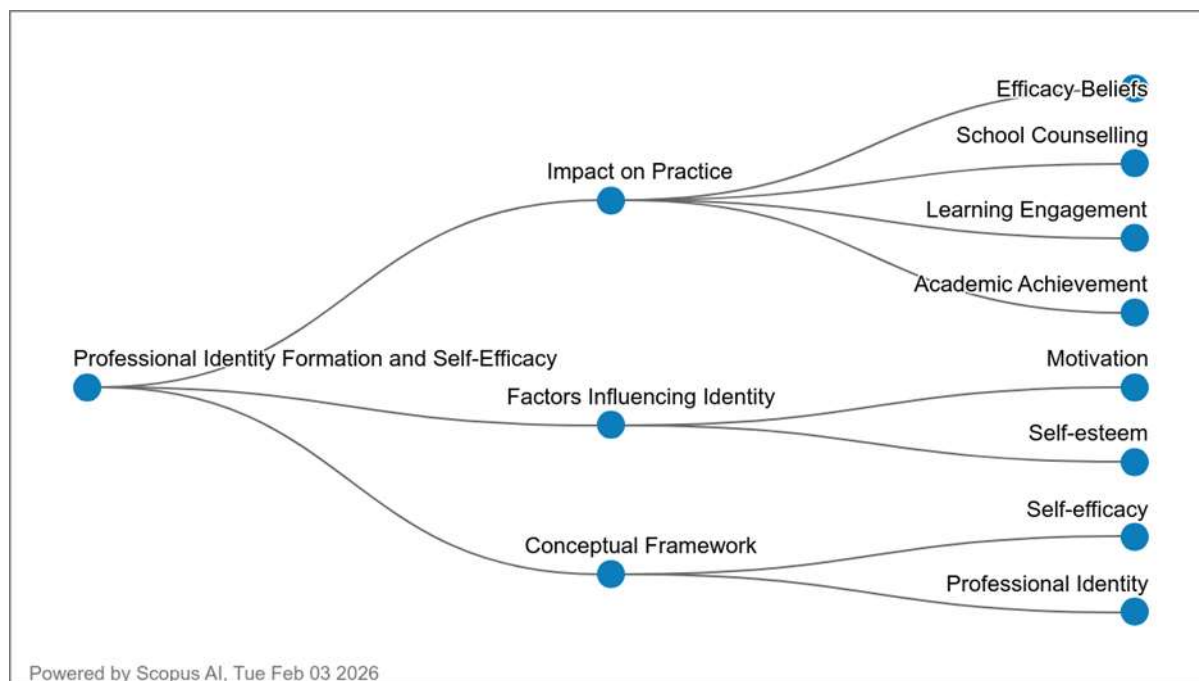 Efficacy Beliefs
School Counselling
Impact on Practice
Learning Engagement
Academic Achievement
Professional Identity Formation and Self-Efficacy
Motivation
Factors Influencing Identity
Self-esteem
Self-efficacy
Conceptual Framework
Professional Identity
Powered by Scopus AI, Tue Feb 03 2026